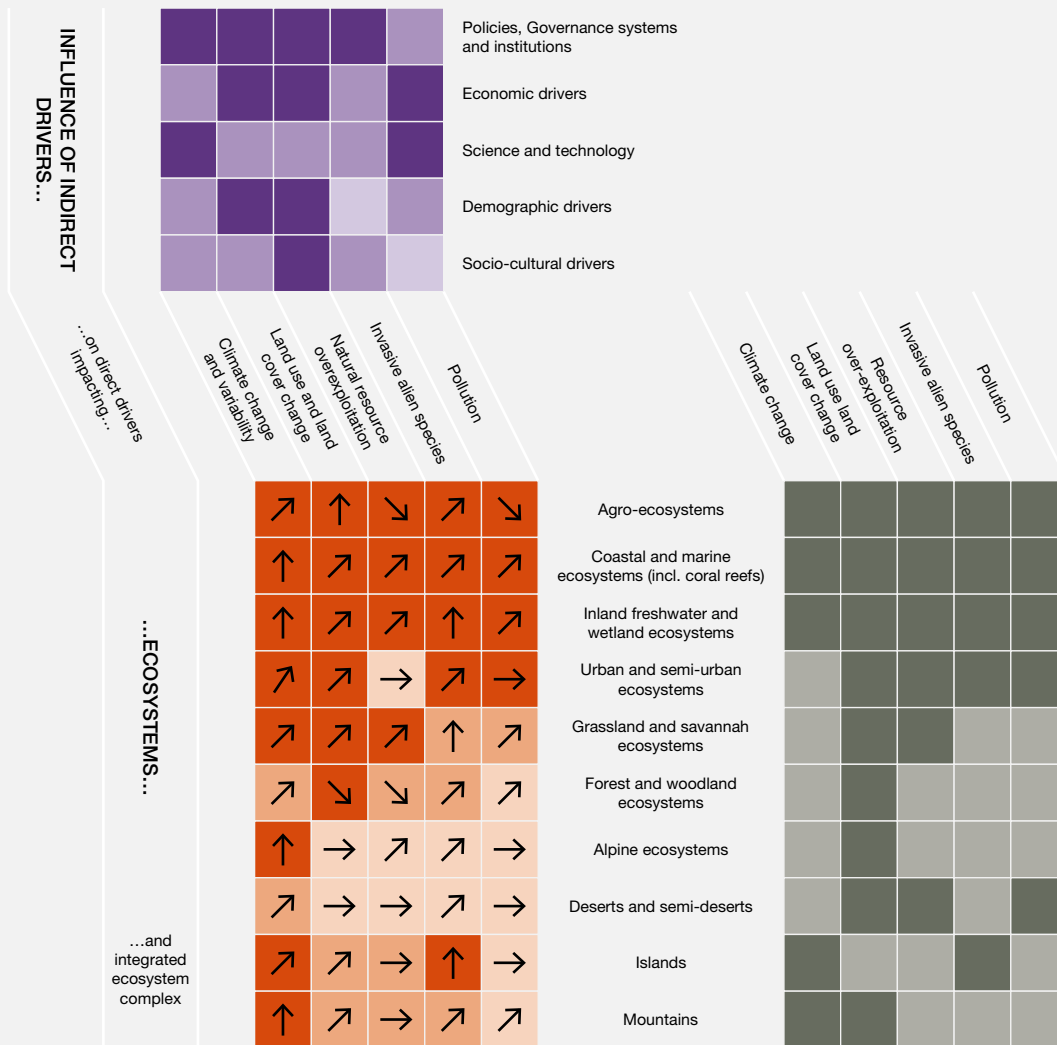 INFLUENCE OF INDIRECT
DRIVERS...
Policies, Governance systems
and institutions
Economic drivers
Science and technology
Demographic drivers
Socio-cultural drivers
...on direct drivers
impacting...
Climate change
and variability
Land use and land
cover change
Natural resource
overexploitation
Invasive alien species
Pollution
Climate change
Land use land
cover change
Resource
over-exploitation
Invasive alien species
Pollution
...ECOSYSTEMS...
Agro-ecosystems
Coastal and marine
ecosystems (incl. coral reefs)
Inland freshwater and
wetland ecosystems
Urban and semi-urban
ecosystems
Grassland and savannah
ecosystems
Forest and woodland
ecosystems
Alpine ecosystems
Deserts and semi-deserts
...and
integrated
ecosystem
complex
Islands
Mountains